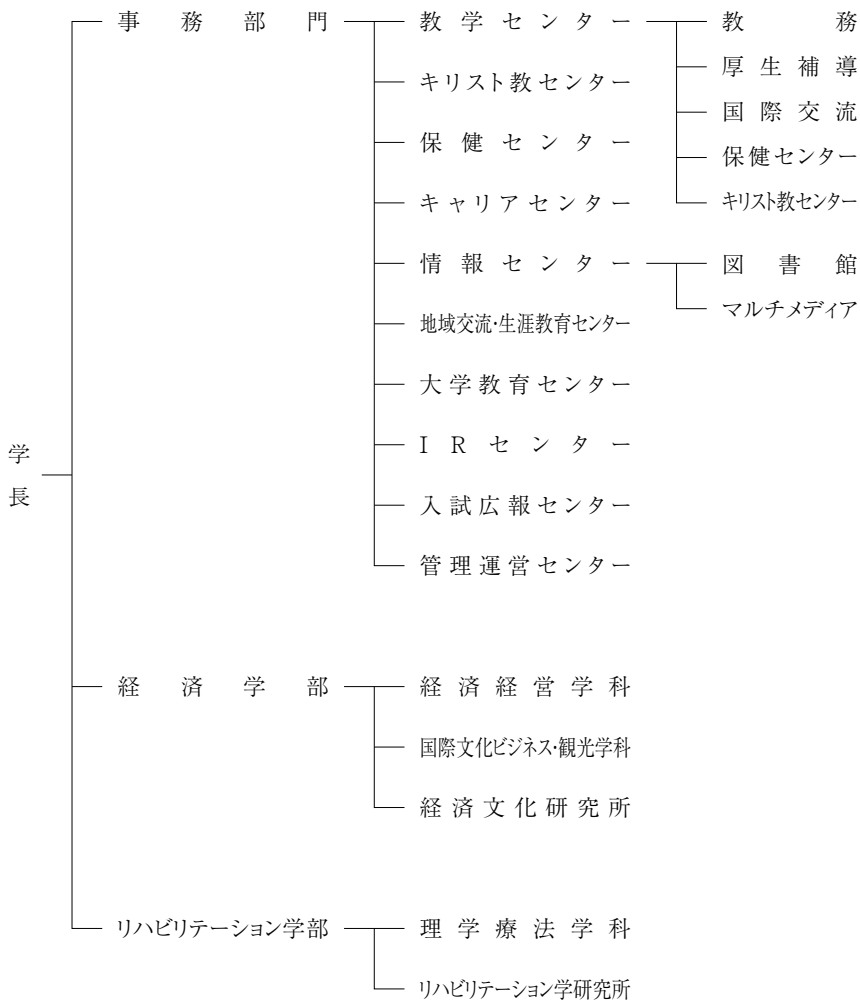 事務部門 教学センター 教務
厚生補導
キリスト教センター
国際交流
保健センター
保健センター
キャリアセンター キリスト教センター
情報センター 図書館
マルチメディア
地域交流・生涯教育センター
大学教育センター
IRセンター
学長
入試広報センター
管理運営センター
経済学部 経済経営学科
国際文化ビジネス・観光学科
経済文化研究所
リハビリテーション学部 理学療法学科
リハビリテーション学研究所